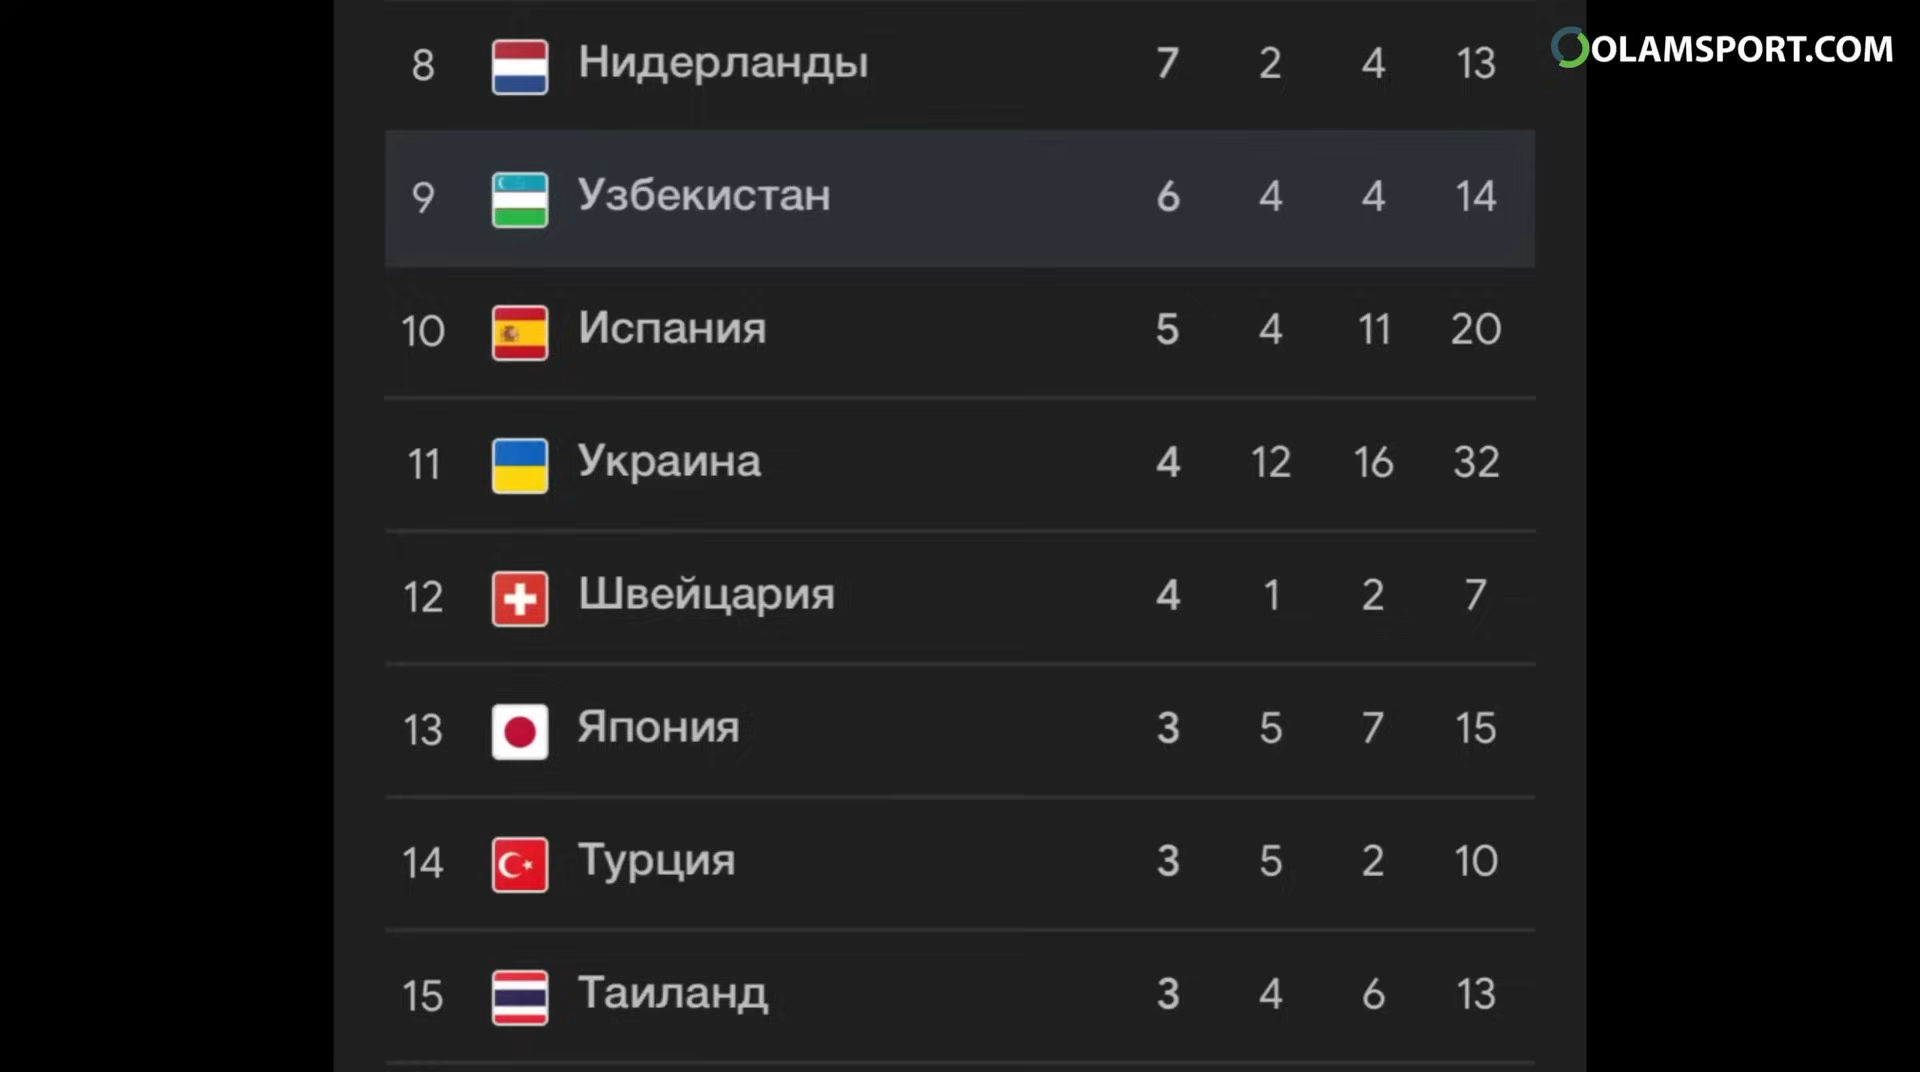 OLAMSPORT.COM
8 Нидерланды 7 2 4 13
9 Узбекистан 6 4 4 14
10 Испания 5 4 11 20
11 Украина 4 12 16 32
12 Швейцария 4 1 2 7
13 Япония 3 5 7 15
14 Турция 3 5 2 10
15 Таиланд 3 4 6 13